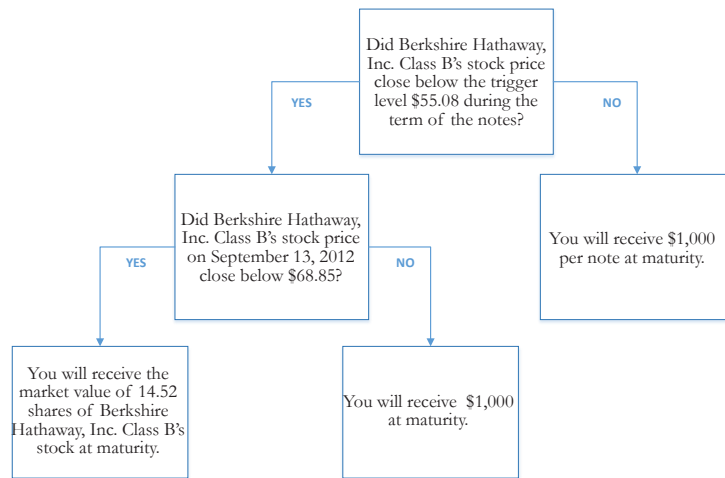 Did Berkshire Hathaway,
Inc. Class B’s stock price
close below the trigger
level $55.08 during the
term of the notes?
YES
NO
Did Berkshire Hathaway,
Inc. Class B’s stock price
on September 13, 2012
close below $68.85?
You will receive $1,000
per note at maturity.
YES
NO
You will receive the
market value of 14.52
shares of Berkshire
Hathaway, Inc. Class B’s
stock at maturity.
You will receive $1,000
at maturity.